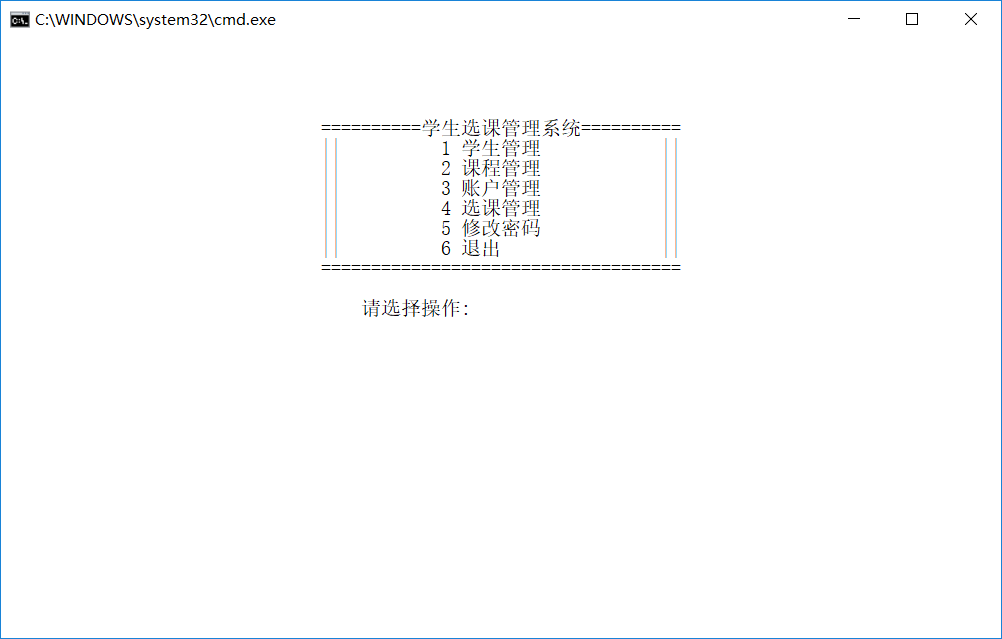 C:\WINDOWS\system32\cmd.exe
==========学生选课管理系统==========
|| 1 学生管理 ||
|| 2 课程管理 ||
|| 3 账户管理 ||
|| 4 选课管理 ||
|| 5 修改密码 ||
|| 6 退出 ||
====================================
请选择操作: